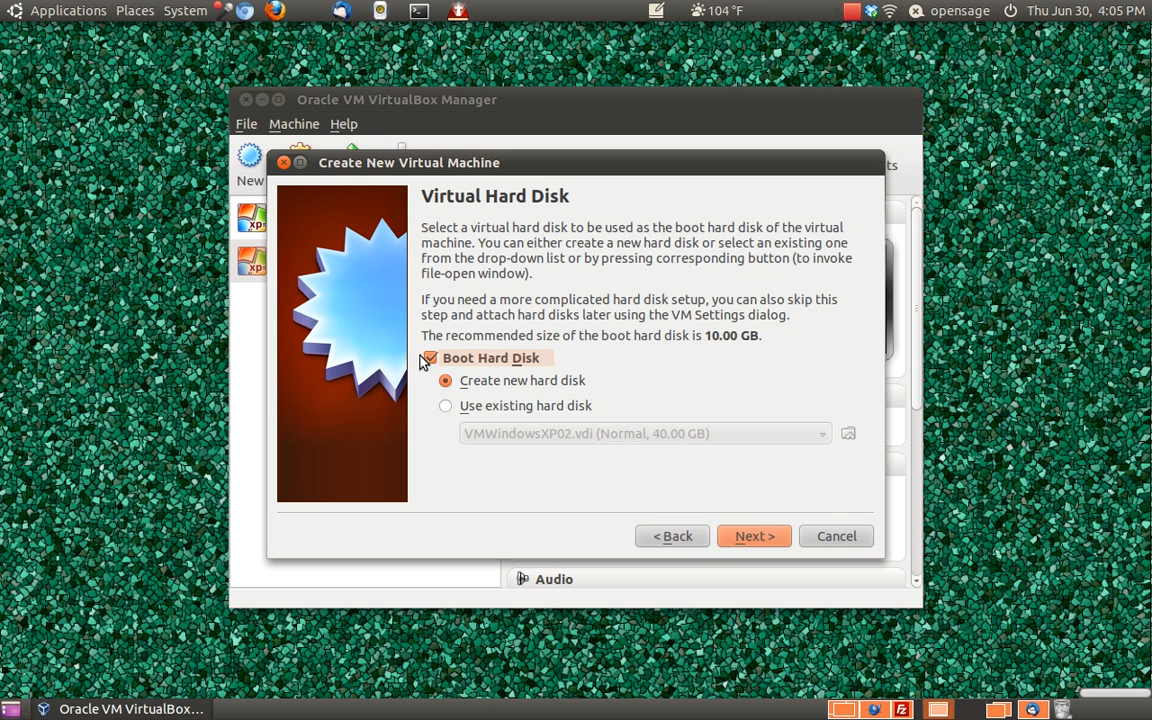 Applications Places System 104 °F opensage Thu Jun 30, 4:05 PM
Oracle VM VirtualBox Manager
File Machine Help
New
ts
xp
xp
Create New Virtual Machine
Virtual Hard Disk
Select a virtual hard disk to be used as the boot hard disk of the virtual
machine. You can either create a new hard disk or select an existing one
from the drop-down list or by pressing corresponding button (to invoke
file-open window).
If you need a more complicated hard disk setup, you can also skip this
step and attach hard disks later using the VM Settings dialog.
The recommended size of the boot hard disk is 10.00 GB.
Boot Hard Disk
Create new hard disk
Use existing hard disk
VMWindowsXP02.vdi (Normal, 40.00 GB)
< Back Next > Cancel
Audio
Oracle VM VirtualBox...